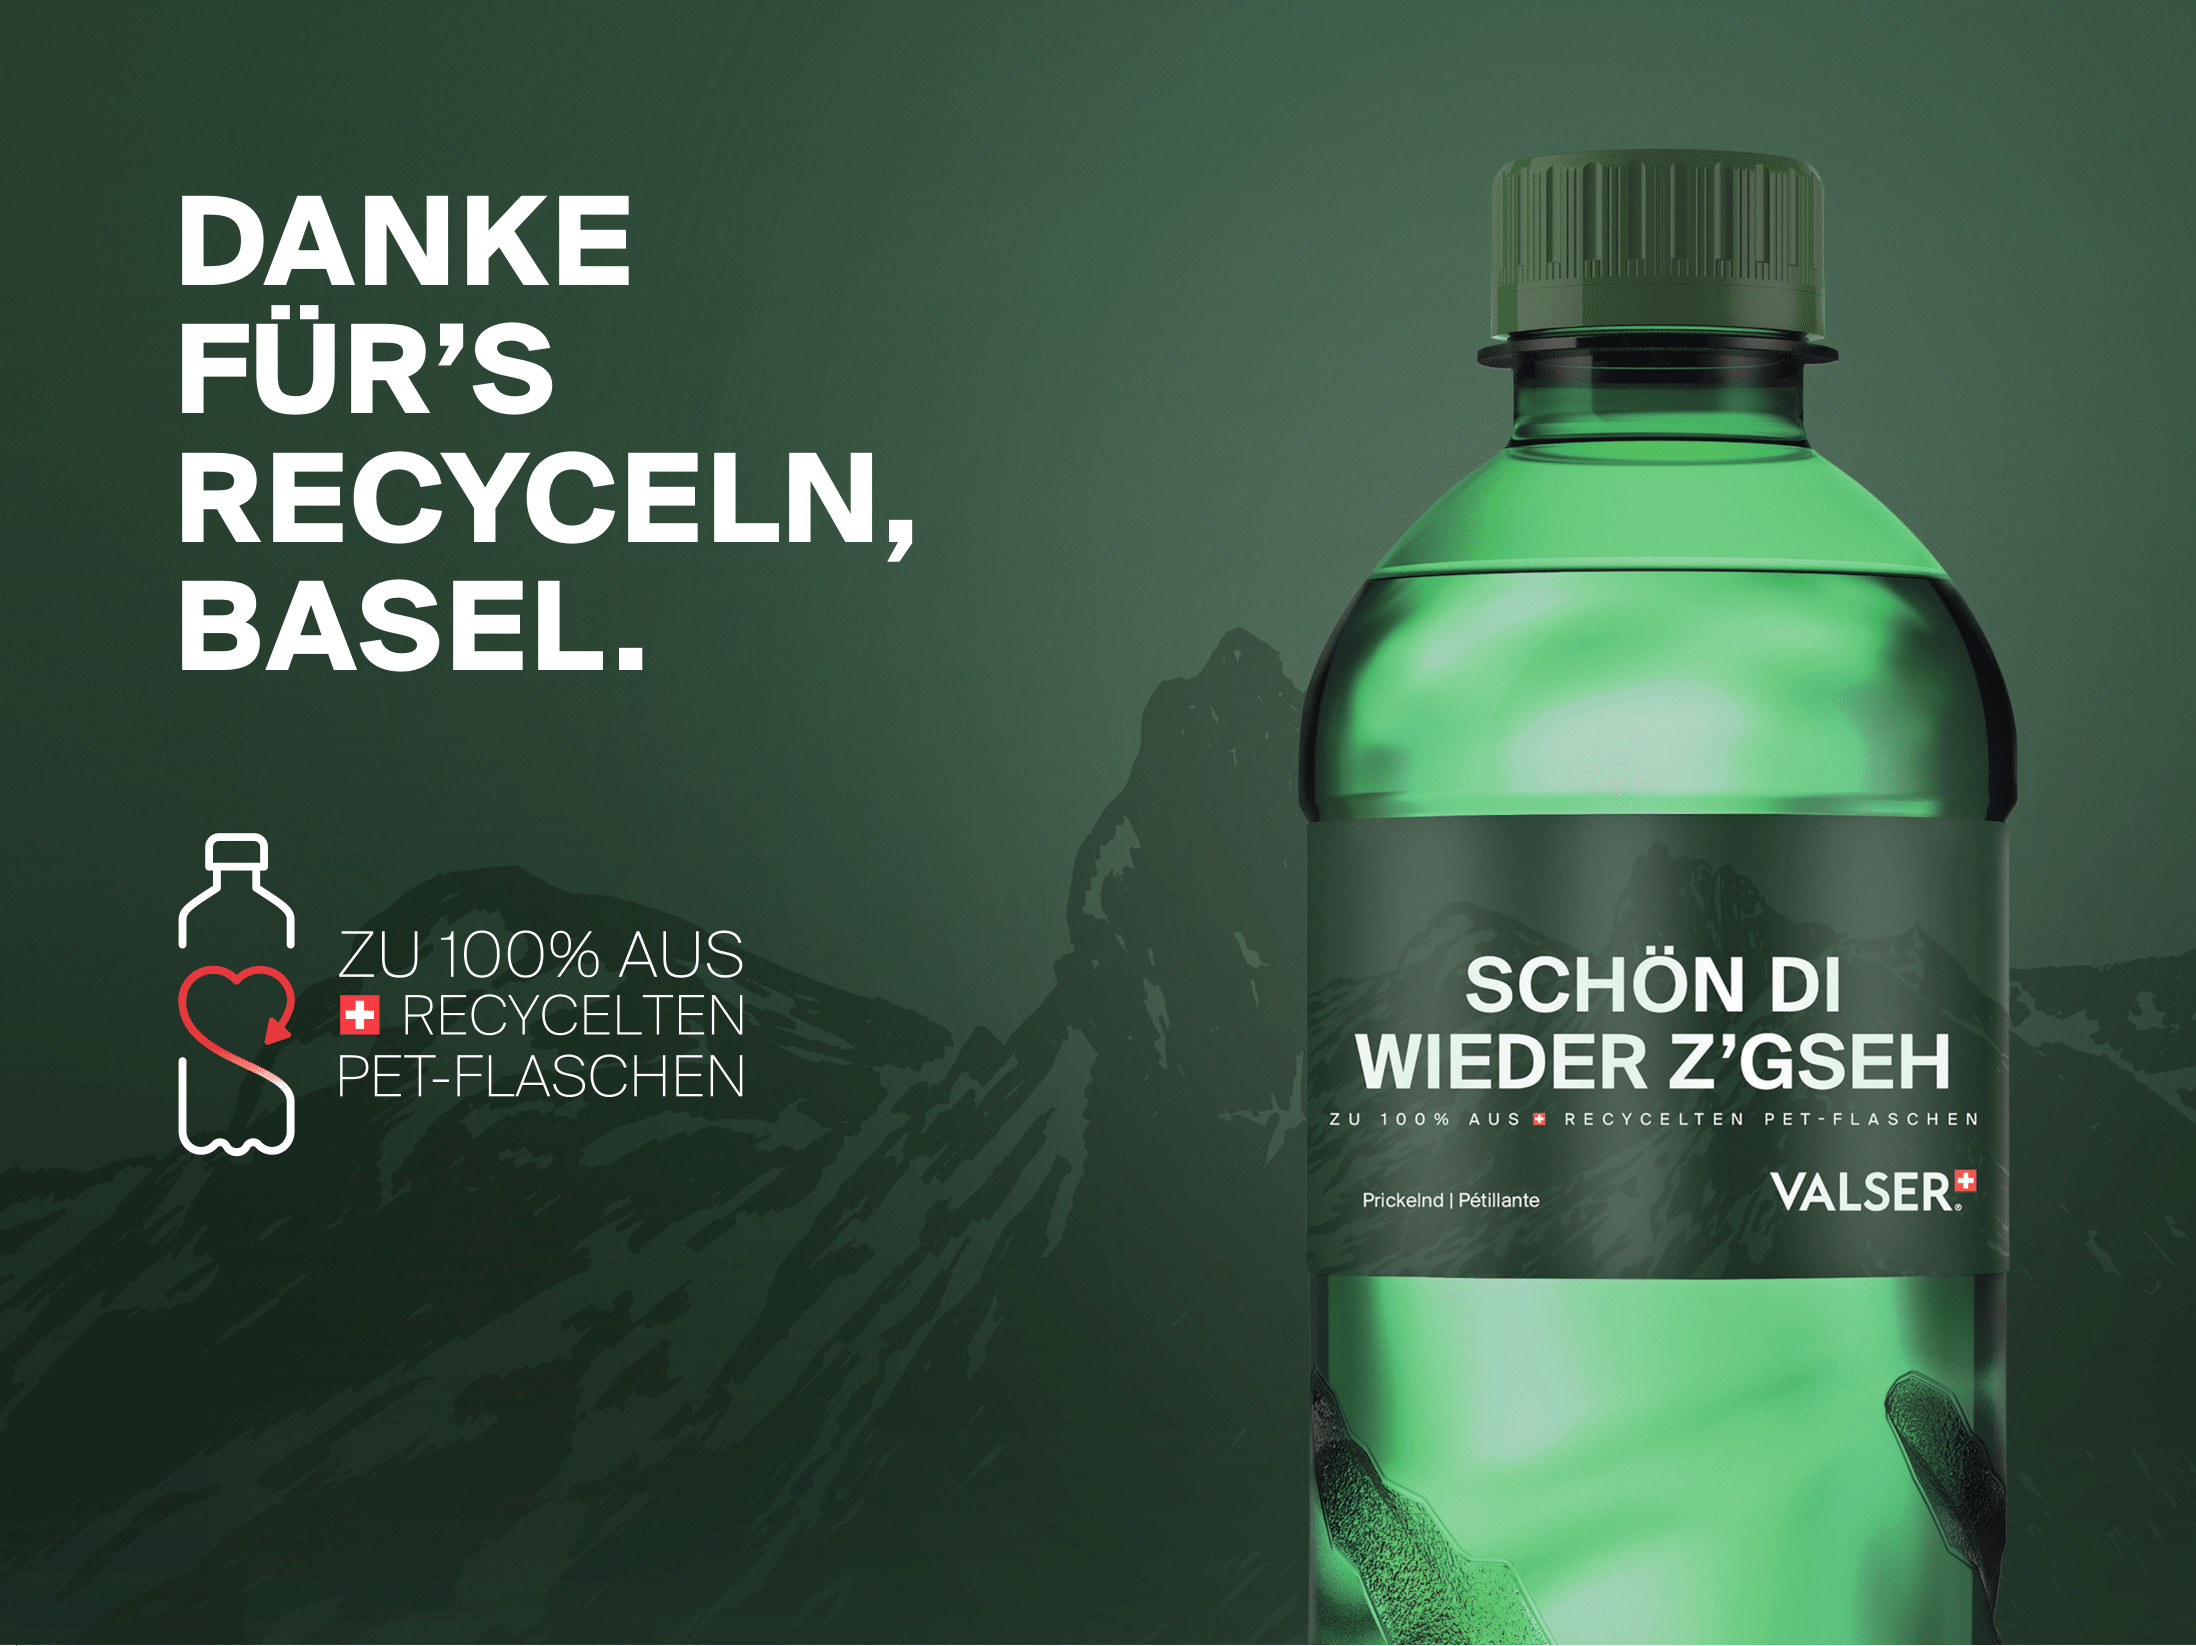 DANKE
FÜR’S
RECYCELN,
BASEL.
ZU 100% AUS
RECYCELTEN
PET-FLASCHEN
SCHÖN DI
WIEDER Z’GSEH
ZU 100% AUS RECYCELTEN PET-FLASCHEN
Prickelnd | Pétillante
VALSER®